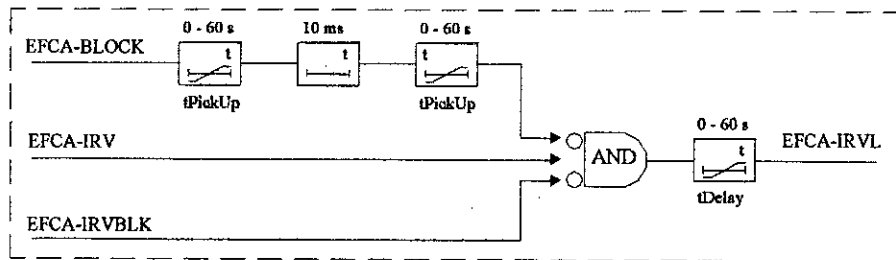 0 - 60 s
10 ms
0 - 60 s
EFCA-BLOCK
t
t
t
tPickUp
tPickUp
EFCA-IRV
0 - 60 s
EFCA-IRVL
AND
t
tDelay
EFCA-IRVBLK